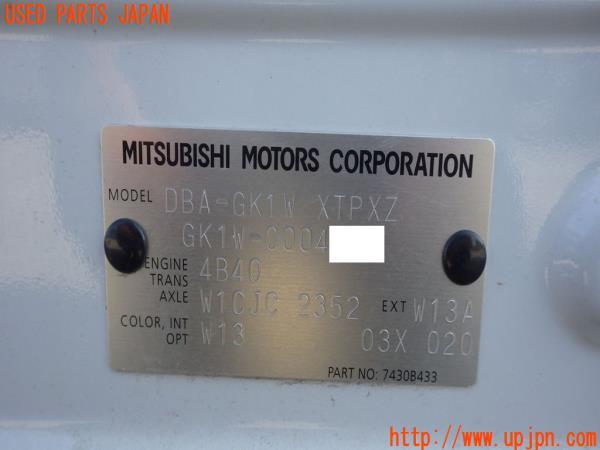 USED PARTS JAPAN
MITSUBISHI MOTORS CORPORATION
MODEL DBA-GK1W XTPXZ
GK1W-0004
ENGINE 4B40
TRANS
AXLE W1CJC 2352 EXT W13A
COLOR, INT W13 03X 020
OPT
PART NO: 7430B433
http://www.upjpn.com